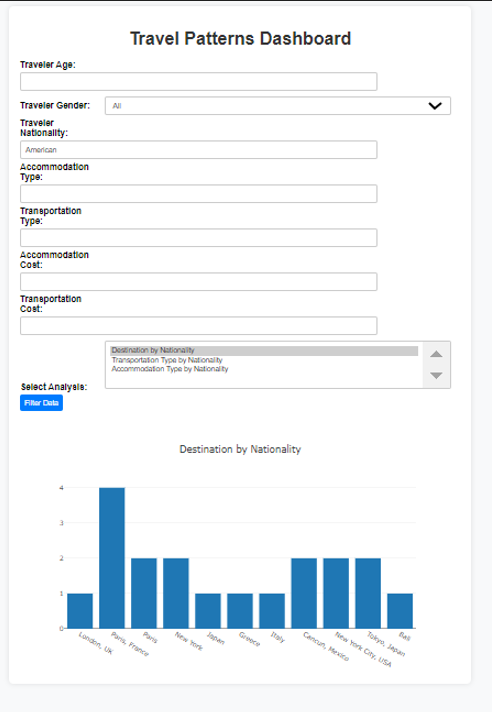 Travel Patterns Dashboard
Traveler Age:
Traveler Gender:
All
Traveler
Nationality:
American
Accommodation
Type:
Transportation
Type:
Accommodation
Cost:
Transportation
Cost:
Destination by Nationality
Transportation Type by Nationality
Accommodation Type by Nationality
Select Analysis:
Filter Data
Destination by Nationality
4
3
2
1
0
London, UK
Paris, France
Paris
New York
Japan
Greece
Italy
Cancun, Mexico
New York City, USA
Tokyo, Japan
Bali